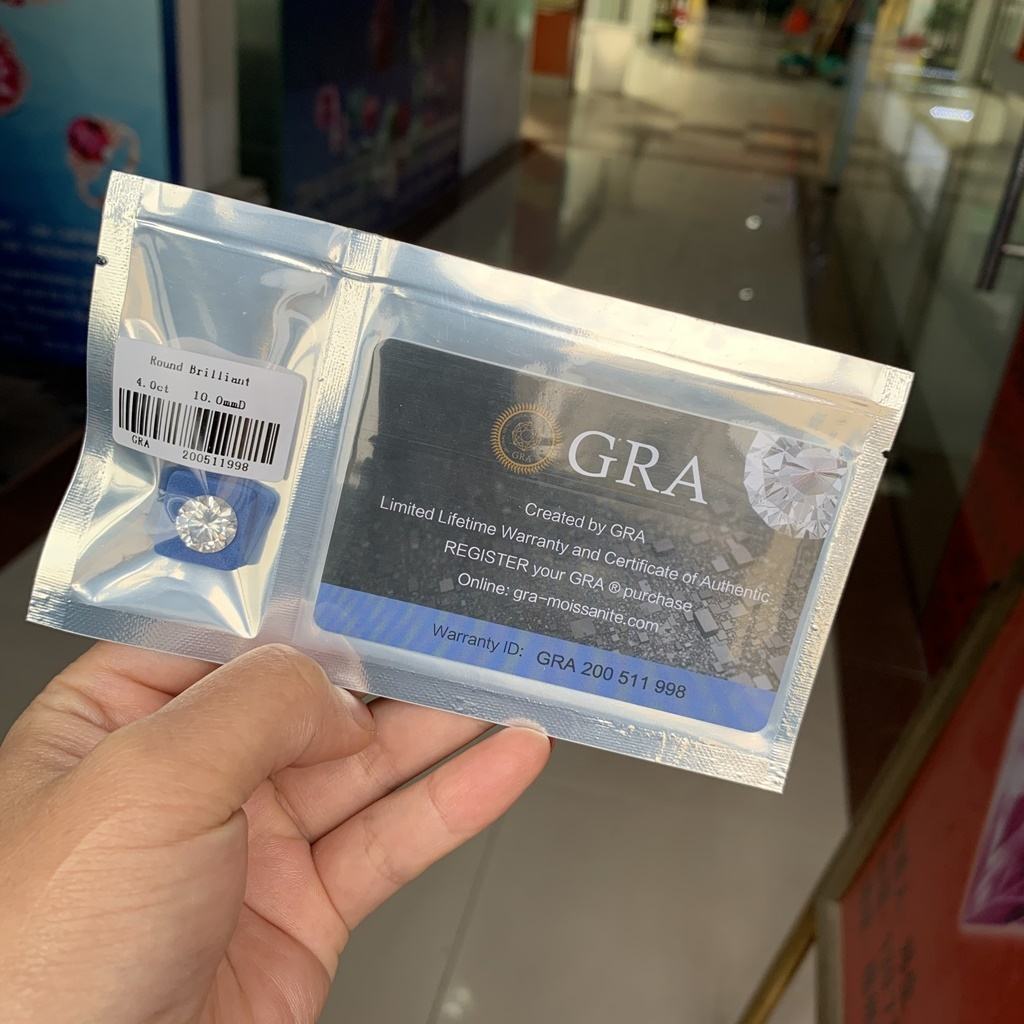 Round Brilliant
4.0ct 10.0mmD
GRA
200511998
GRA
GRA
Created by GRA
Limited Lifetime Warranty and Certificate of Authentic
REGISTER your GRA ® purchase
Online: gra-moissanite.com
Warranty ID: GRA 200 511 998